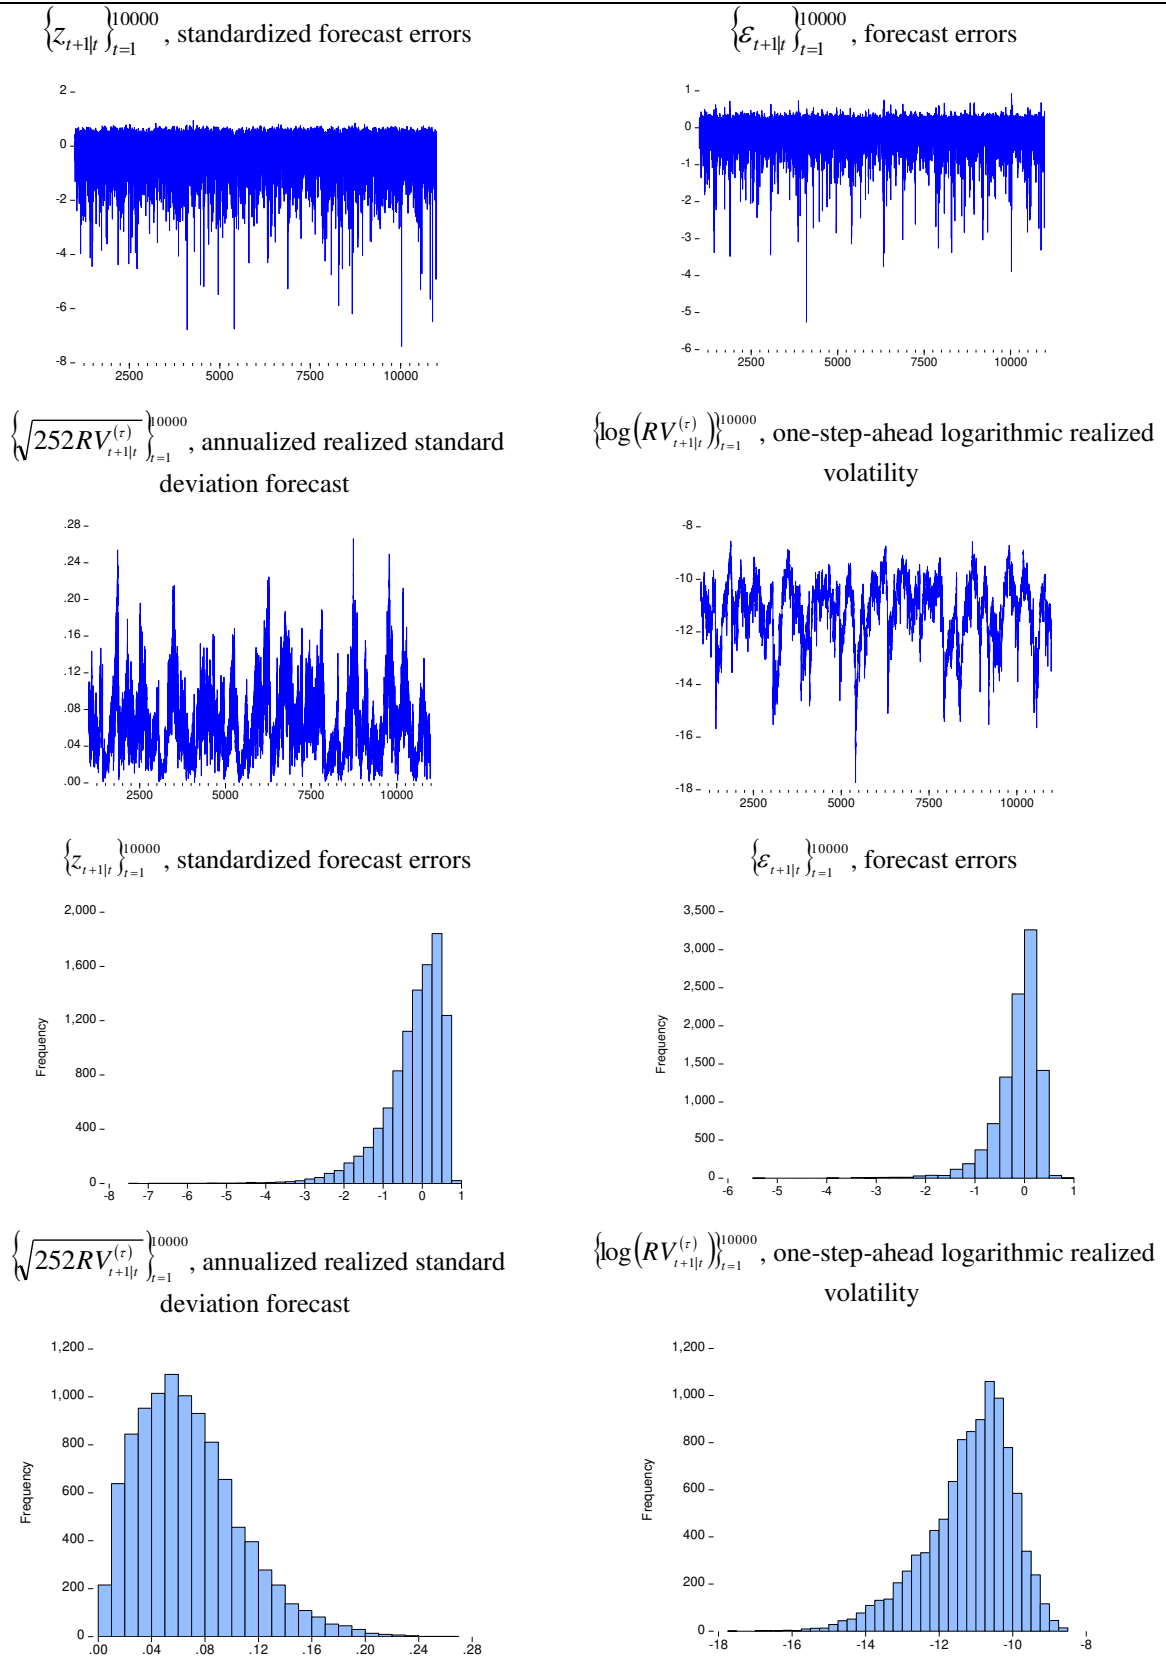 {z_{t+1|t}}_{t=1}^{10000} , standardized forecast errors
{ε_{t+1|t}}_{t=1}^{10000} , forecast errors
2
0
-2
-4
-6
-8
2500 5000 7500 10000
1
0
-1
-2
-3
-4
-5
-6
2500 5000 7500 10000
{√252RV_{t+1|t}^{(τ)}}_{t=1}^{10000} , annualized realized standard
deviation forecast
{log(RV_{t+1|t}^{(τ)})}_{t=1}^{10000} , one-step-ahead logarithmic realized
volatility
.28
.24
.20
.16
.12
.08
.04
.00
2500 5000 7500 10000
-8
-10
-12
-14
-16
-18
2500 5000 7500 10000
{z_{t+1|t}}_{t=1}^{10000} , standardized forecast errors
{ε_{t+1|t}}_{t=1}^{10000} , forecast errors
2,000
1,600
1,200
800
400
0
Frequency
-8 -7 -6 -5 -4 -3 -2 -1 0 1
3,500
3,000
2,500
2,000
1,500
1,000
500
0
Frequency
-6 -5 -4 -3 -2 -1 0 1
{√252RV_{t+1|t}^{(τ)}}_{t=1}^{10000} , annualized realized standard
deviation forecast
{log(RV_{t+1|t}^{(τ)})}_{t=1}^{10000} , one-step-ahead logarithmic realized
volatility
1,200
1,000
800
600
400
200
0
Frequency
.00 .04 .08 .12 .16 .20 .24 .28
1,200
1,000
800
600
400
200
0
Frequency
-18 -16 -14 -12 -10 -8